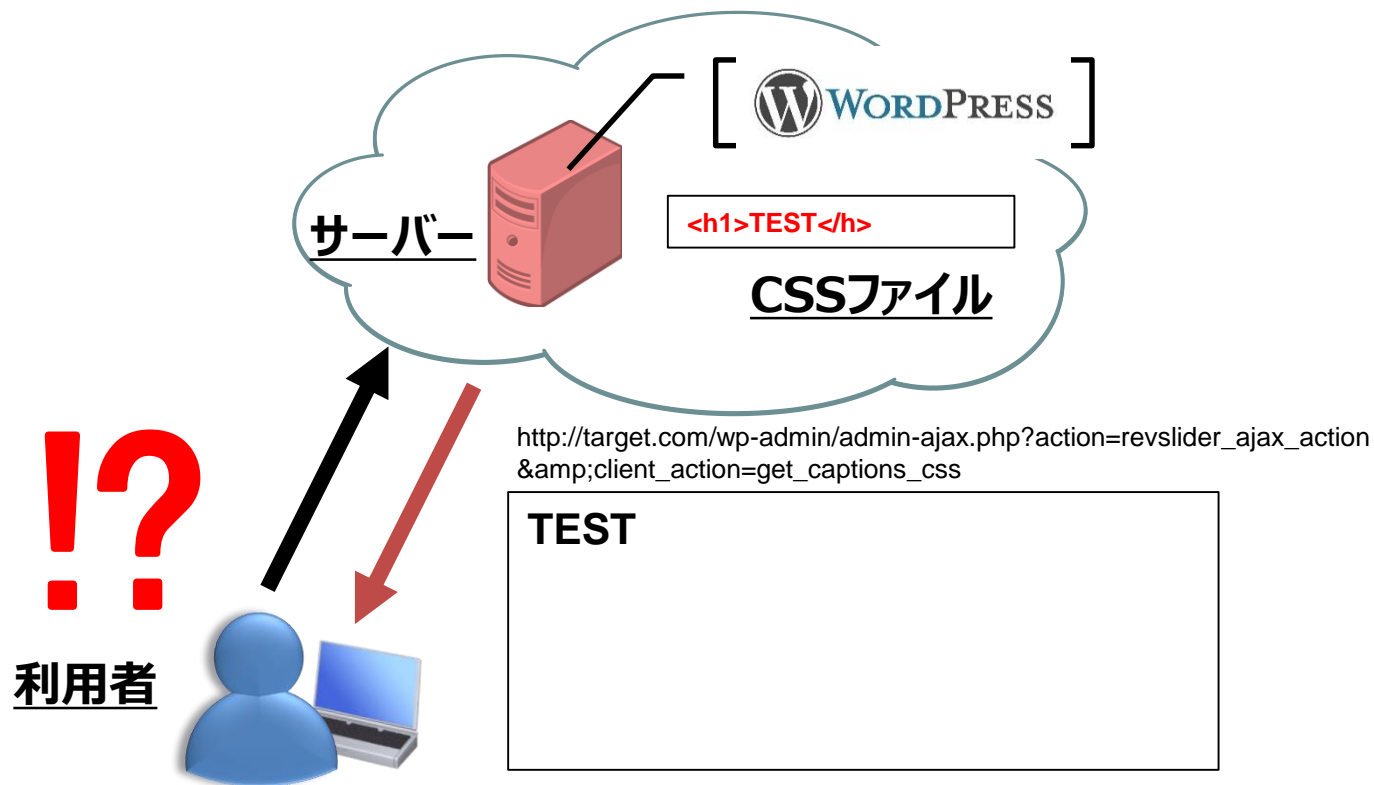 WORDPRESS
<h1>TEST</h>
サーバー
CSSファイル
http://target.com/wp-admin/admin-ajax.php?action=revslider_ajax_action
&amp;client_action=get_captions_css
!?
TEST
利用者